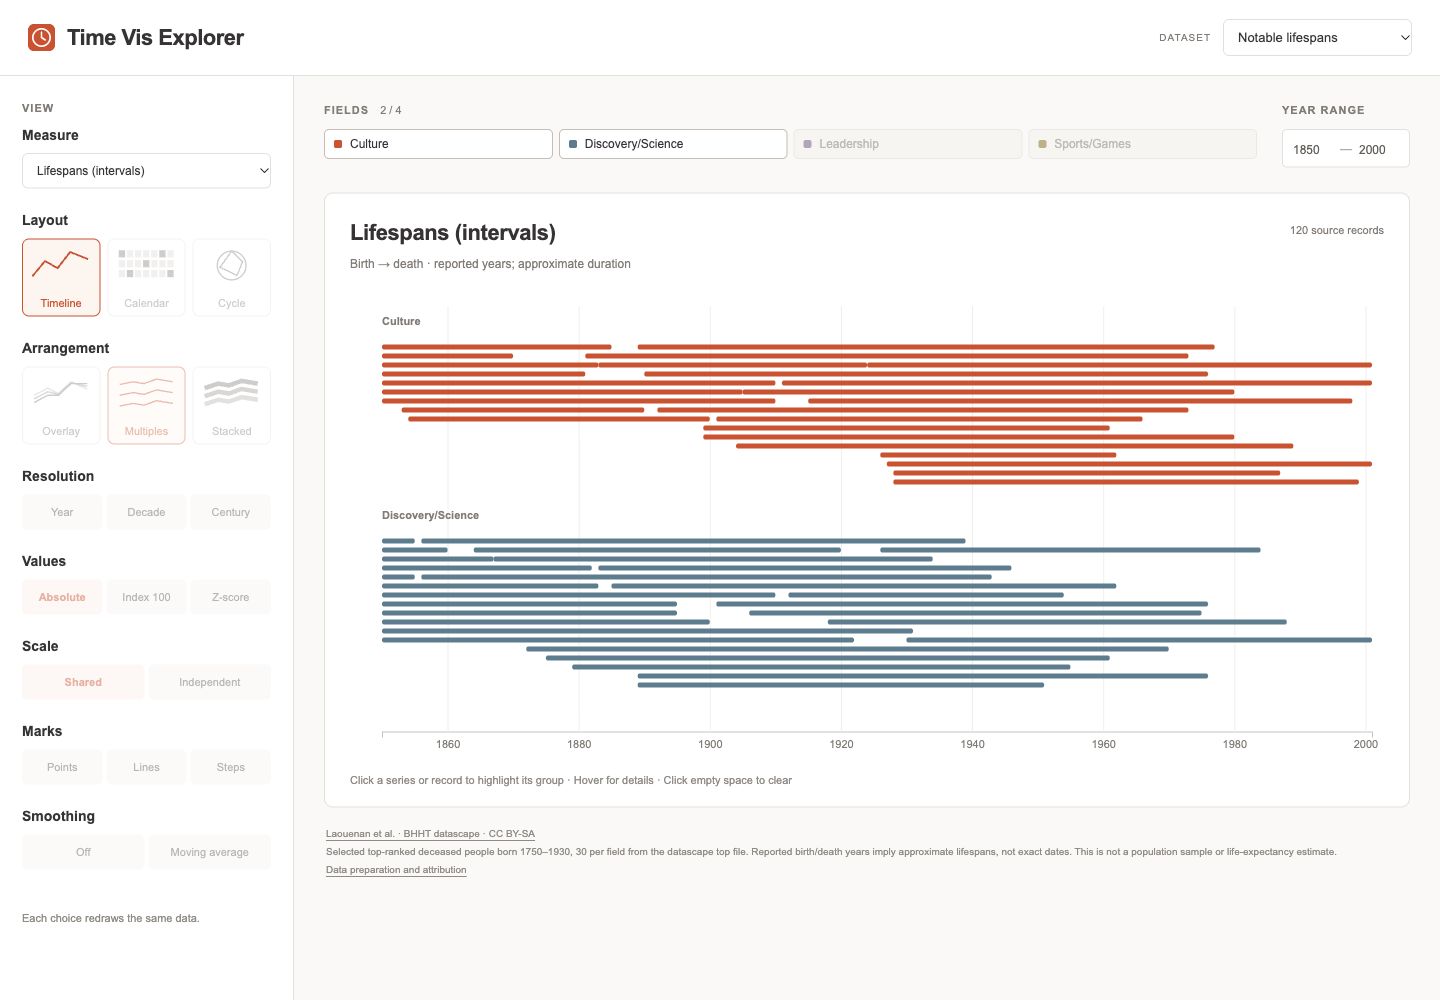 Time Vis Explorer
DATASET
Notable lifespans
VIEW
Measure
Lifespans (intervals)
Layout
Timeline
Calendar
Cycle
Arrangement
Overlay
Multiples
Stacked
Resolution
Year
Decade
Century
Values
Absolute
Index 100
Z-score
Scale
Shared
Independent
Marks
Points
Lines
Steps
Smoothing
Off
Moving average
Each choice redraws the same data.
FIELDS 2 / 4
Culture
Discovery/Science
Leadership
Sports/Games
YEAR RANGE
1850 — 2000
Lifespans (intervals)
120 source records
Birth → death · reported years; approximate duration
Culture
Discovery/Science
1860 1880 1900 1920 1940 1960 1980 2000
Click a series or record to highlight its group · Hover for details · Click empty space to clear
Laouenan et al. · BHHT datascape · CC BY-SA
Selected top-ranked deceased people born 1750–1930, 30 per field from the datascape top file. Reported birth/death years imply approximate lifespans, not exact dates. This is not a population sample or life-expectancy estimate.
Data preparation and attribution